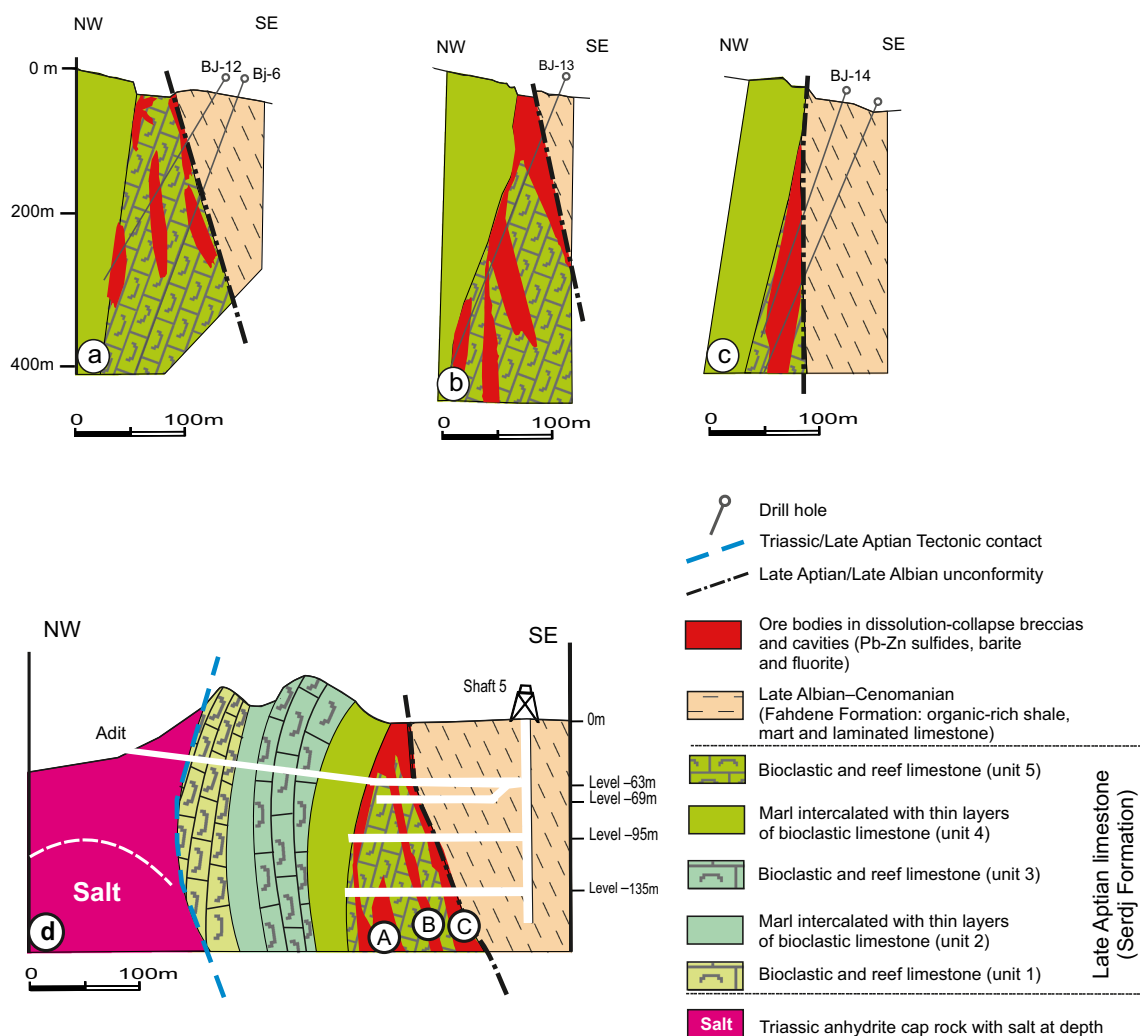 NW
SE
BJ-12
Bj-6
0 m
200m
400m
a
0
100m
NW
SE
BJ-13
b
0
100m
NW
SE
BJ-14
c
0
100m
NW
SE
Shaft 5
0m
Adit
Level –63m
Level –69m
Level –95m
Level –135m
Salt
A
B
C
d
0
100m
Drill hole
Triassic/Late Aptian Tectonic contact
Late Aptian/Late Albian unconformity
Ore bodies in dissolution-collapse breccias
and cavities (Pb-Zn sulfides, barite
and fluorite)
Late Albian–Cenomanian
(Fahdene Formation: organic-rich shale,
mart and laminated limestone)
Bioclastic and reef limestone (unit 5)
Marl intercalated with thin layers
of bioclastic limestone (unit 4)
Bioclastic and reef limestone (unit 3)
Marl intercalated with thin layers
of bioclastic limestone (unit 2)
Bioclastic and reef limestone (unit 1)
Late Aptian limestone
(Serdj Formation)
Salt
Triassic anhydrite cap rock with salt at depth